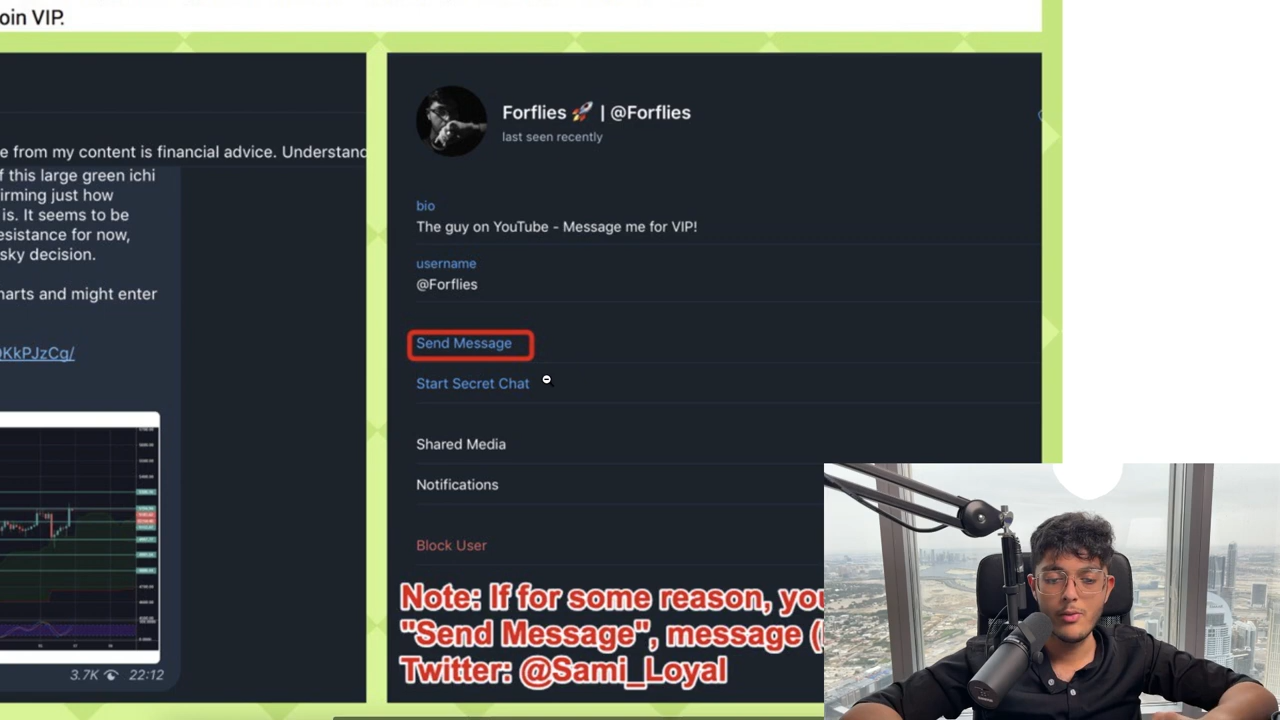 oin VIP.
e from my content is financial advice. Understand
f this large green ichi
irming just how
is. It seems to be
esistance for now,
sky decision.
harts and might enter
KkPJzCg/
3.7K 22:12
Forflies 🚀 | @Forflies
last seen recently
bio
The guy on YouTube - Message me for VIP!
username
@Forflies
Send Message
Start Secret Chat
Shared Media
Notifications
Block User
Note: If for some reason, you
"Send Message", message (
Twitter: @Sami_Loyal